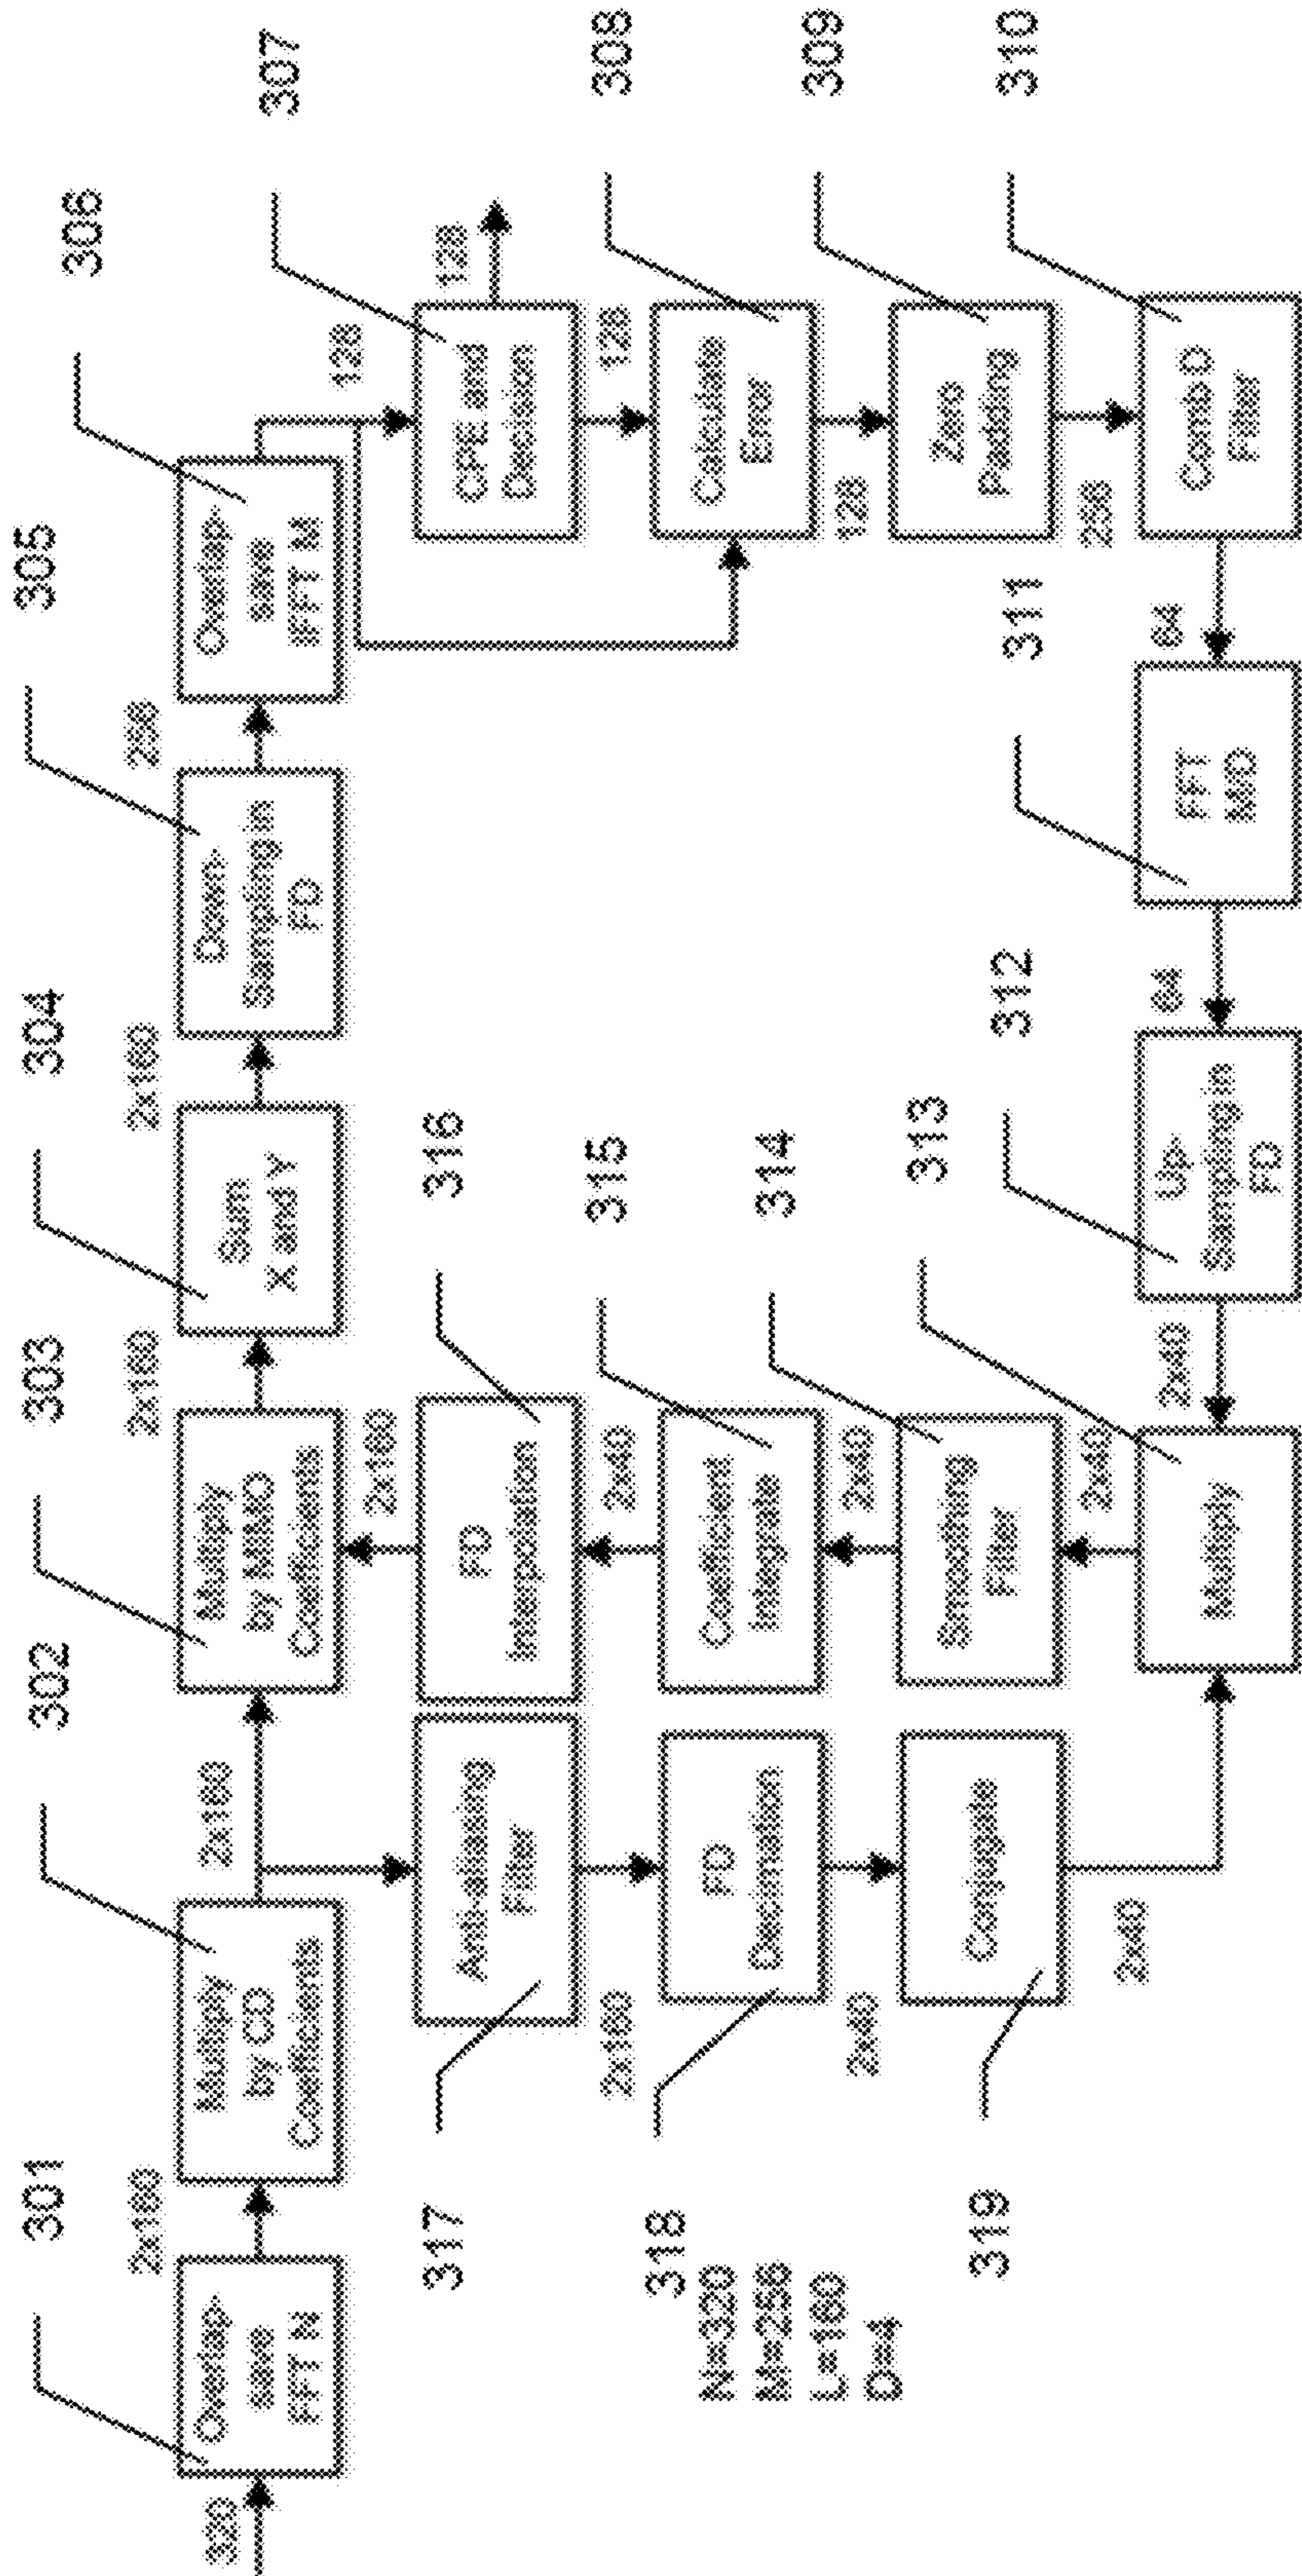 301
302
303
304
305
306
307
320
Overlap-
save
FFT N
2x160
Multiply
by CD
Coefficients
2x160
Multiply
by MIMO
Coefficients
2x160
Sum
X and Y
2x160
Down-
Sampling in
FD
256
Overlap-
save
IFFT M
128
CPE and
Decision
128
128
308
Calculate
Error
128
309
Zero
Padding
256
310
Comb D
Filter
64
311
FFT
M/D
64
312
Up-
Sampling in
FD
2x40
313
Multiply
2x40
314
Smoothing
Filter
2x40
315
Coefficient
Integrate
2x40
316
FD
Interpolation
2x160
317
Anti-aliasing
Filter
2x160
318
FD
Decimation
2x40
319
Conjugate
2x40
N=320
M=256
L=160
D=4